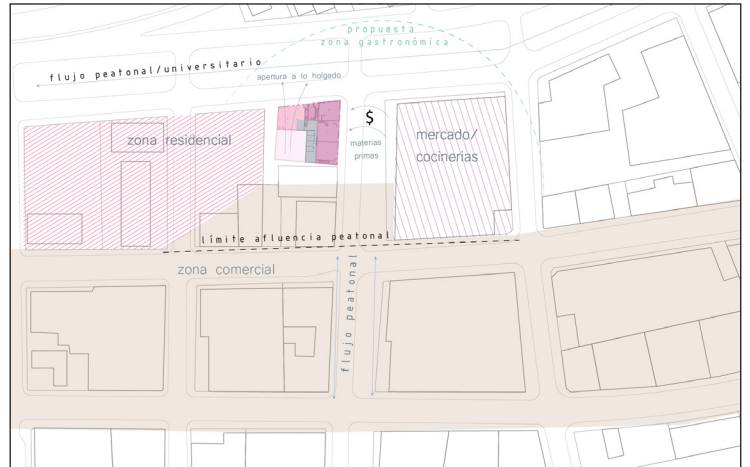 propuesta
zona gastronómica
flujo peatonal/universitario
apertura a lo holgado
zona residencial
$
materias
primas
mercado/
cocinerias
límite afluencia peatonal
zona comercial
flujo peatonal